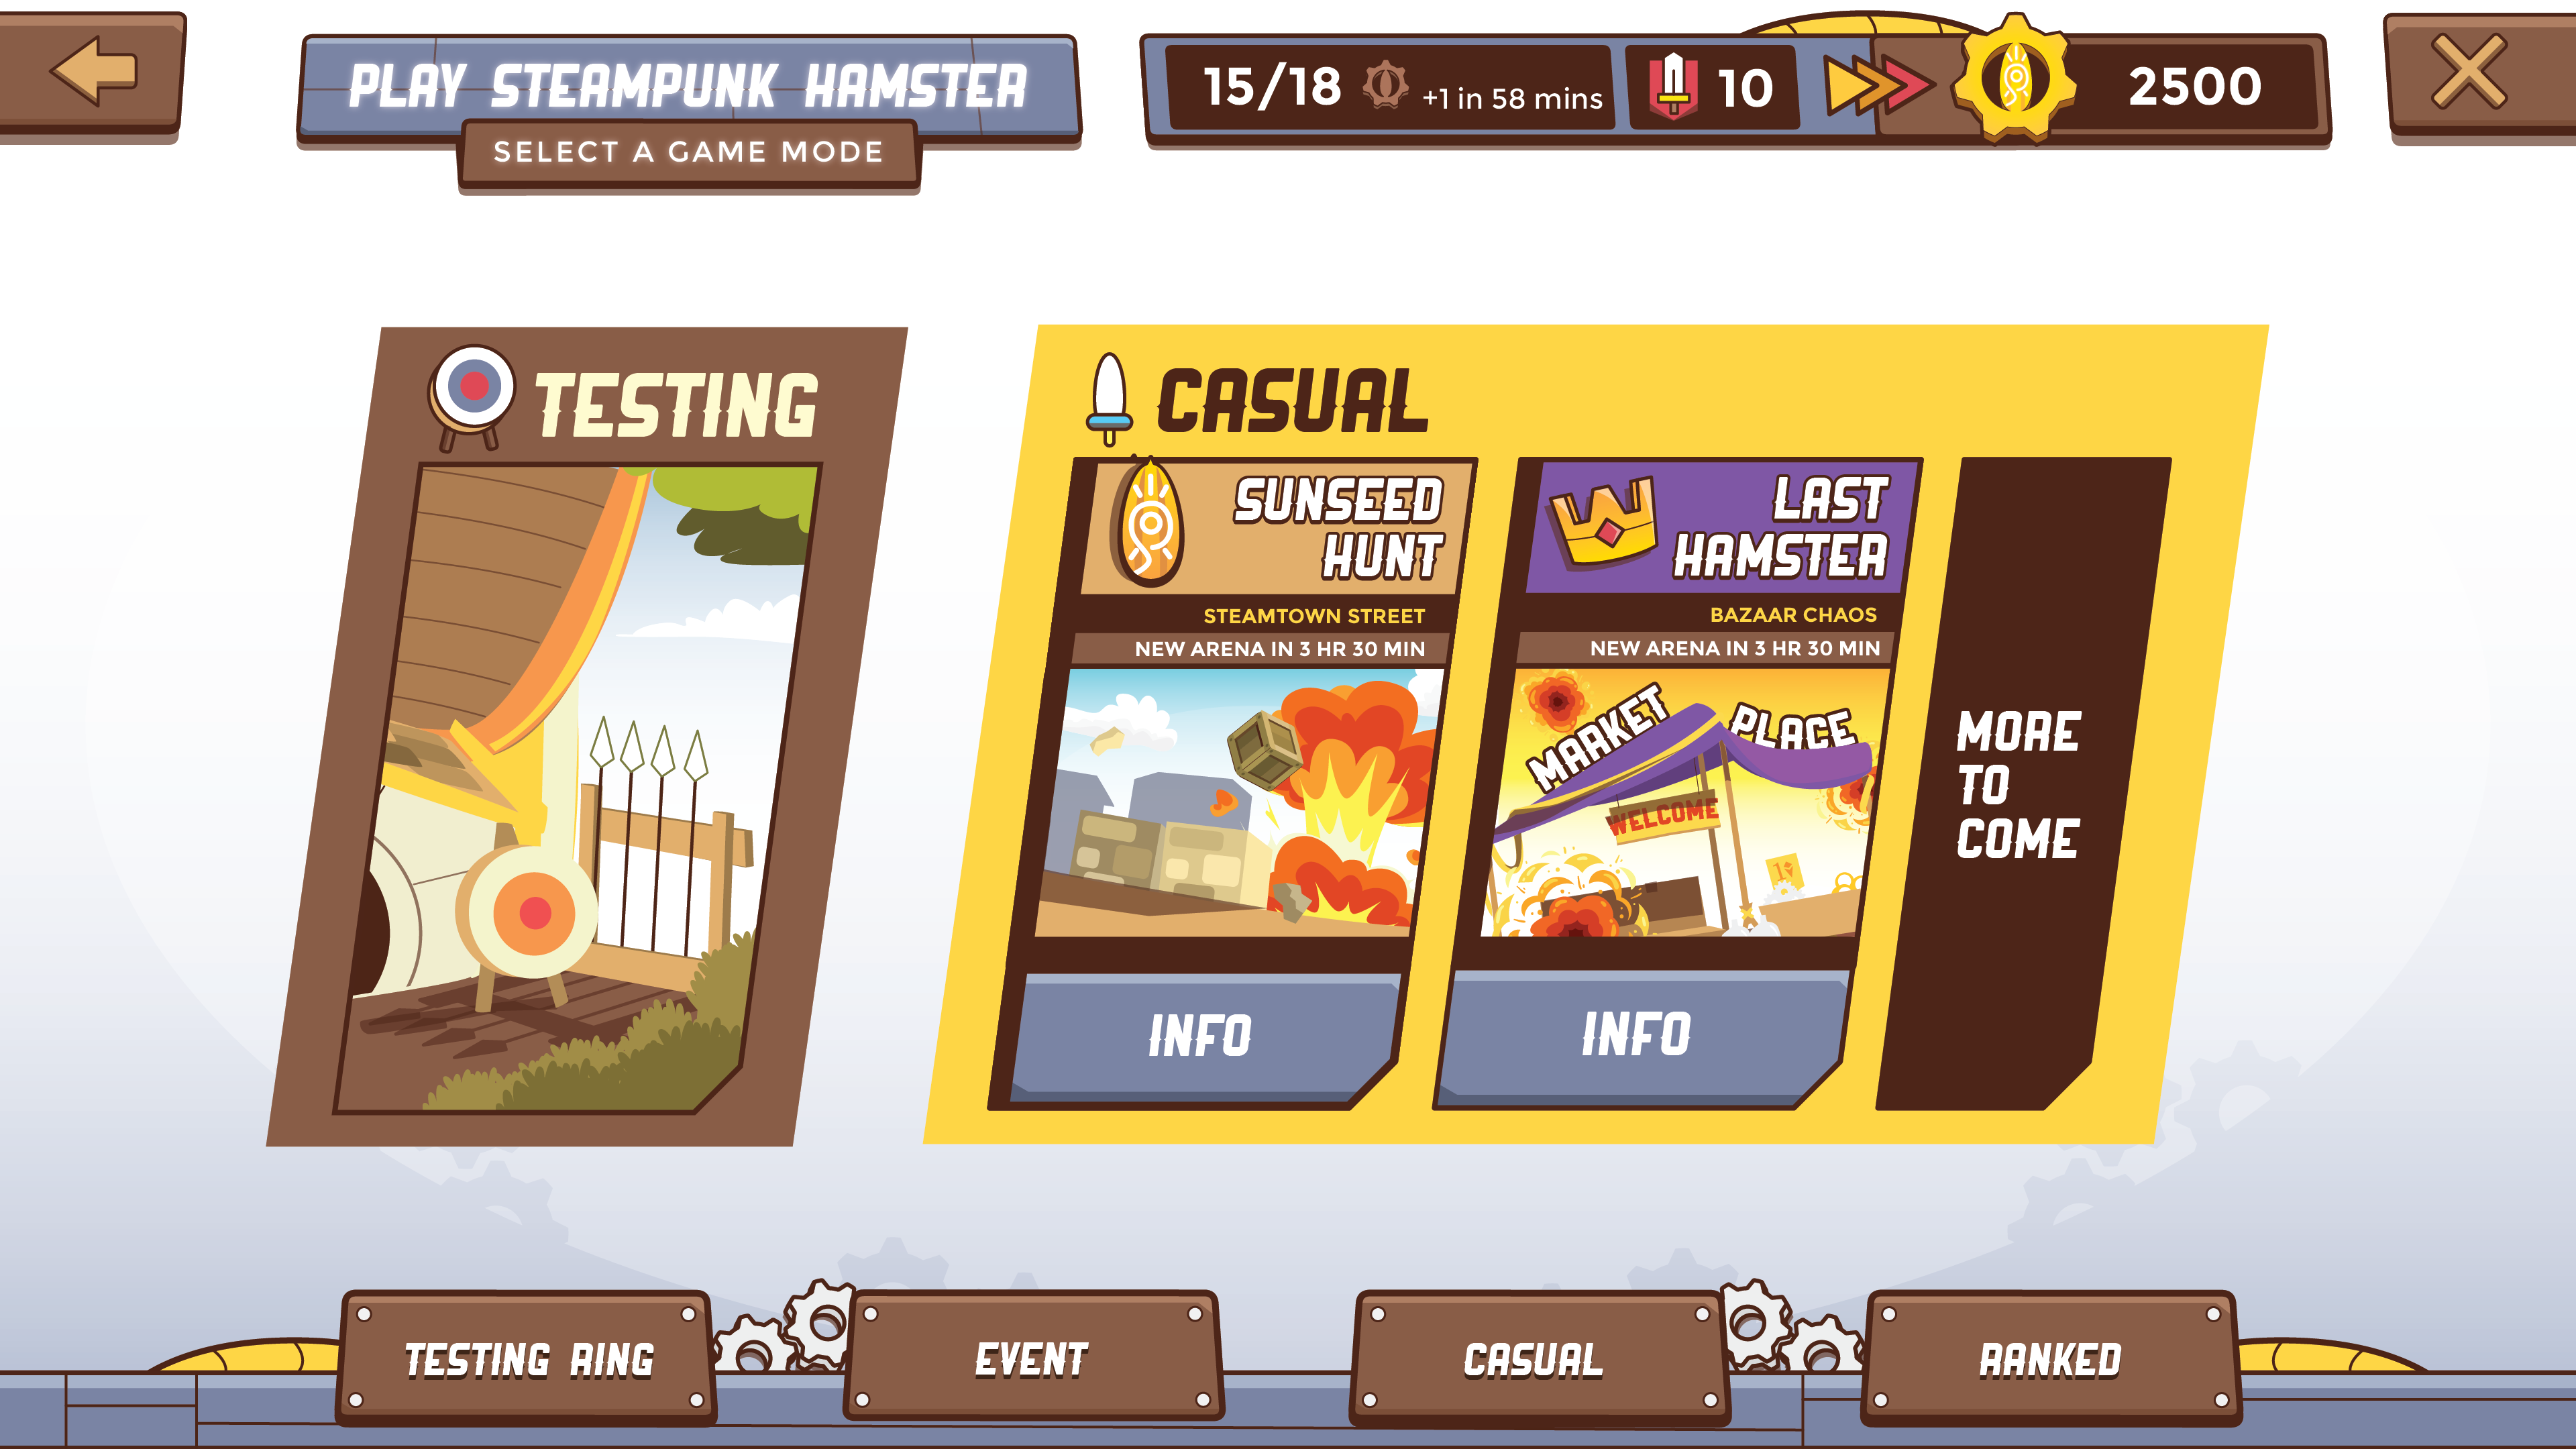 PLAY STEAMPUNK HAMSTER
SELECT A GAME MODE
15/18 +1 in 58 mins
10
2500
TESTING
CASUAL
SUNSEED
HUNT
STEAMTOWN STREET
NEW ARENA IN 3 HR 30 MIN
INFO
LAST
HAMSTER
BAZAAR CHAOS
NEW ARENA IN 3 HR 30 MIN
MARKET PLACE
WELCOME
1
INFO
MORE
TO
COME
TESTING RING
EVENT
CASUAL
RANKED